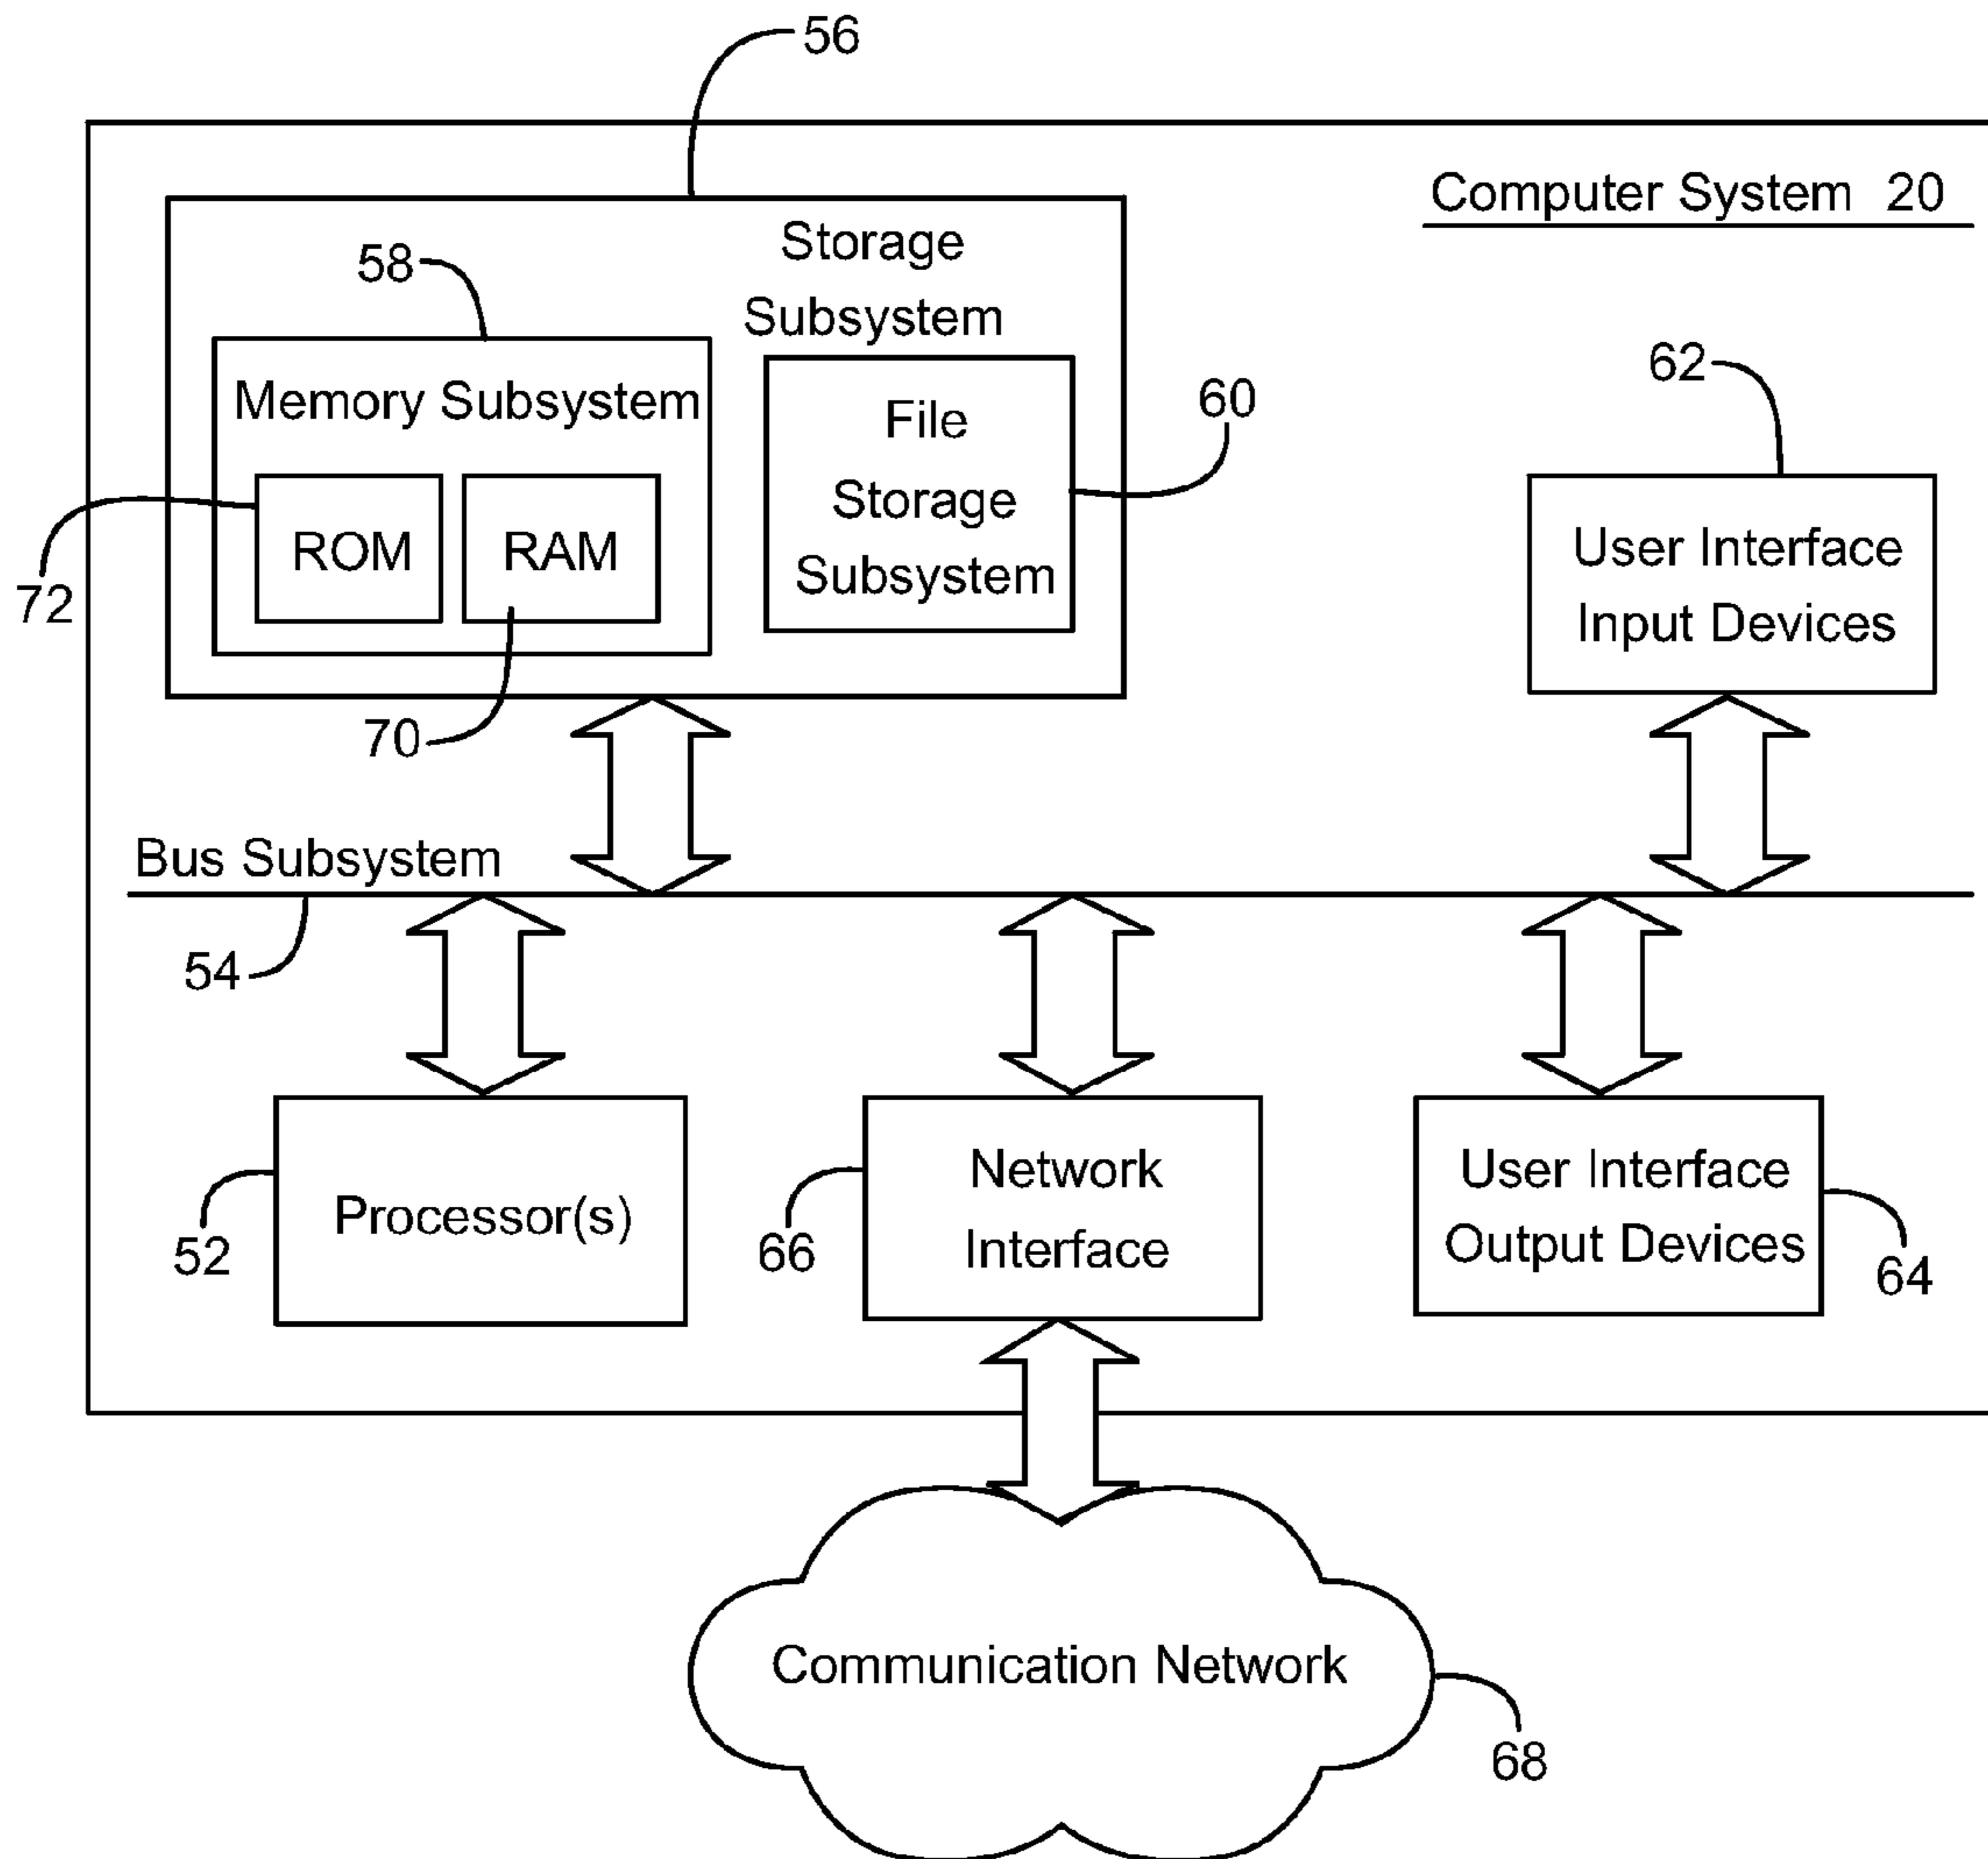 56
Computer System 20
Storage
Subsystem
58
Memory Subsystem
62
60
File
Storage
Subsystem
ROM
RAM
72
User Interface
Input Devices
70
Bus Subsystem
54
Processor(s)
52
Network
Interface
66
User Interface
Output Devices
64
Communication Network
68